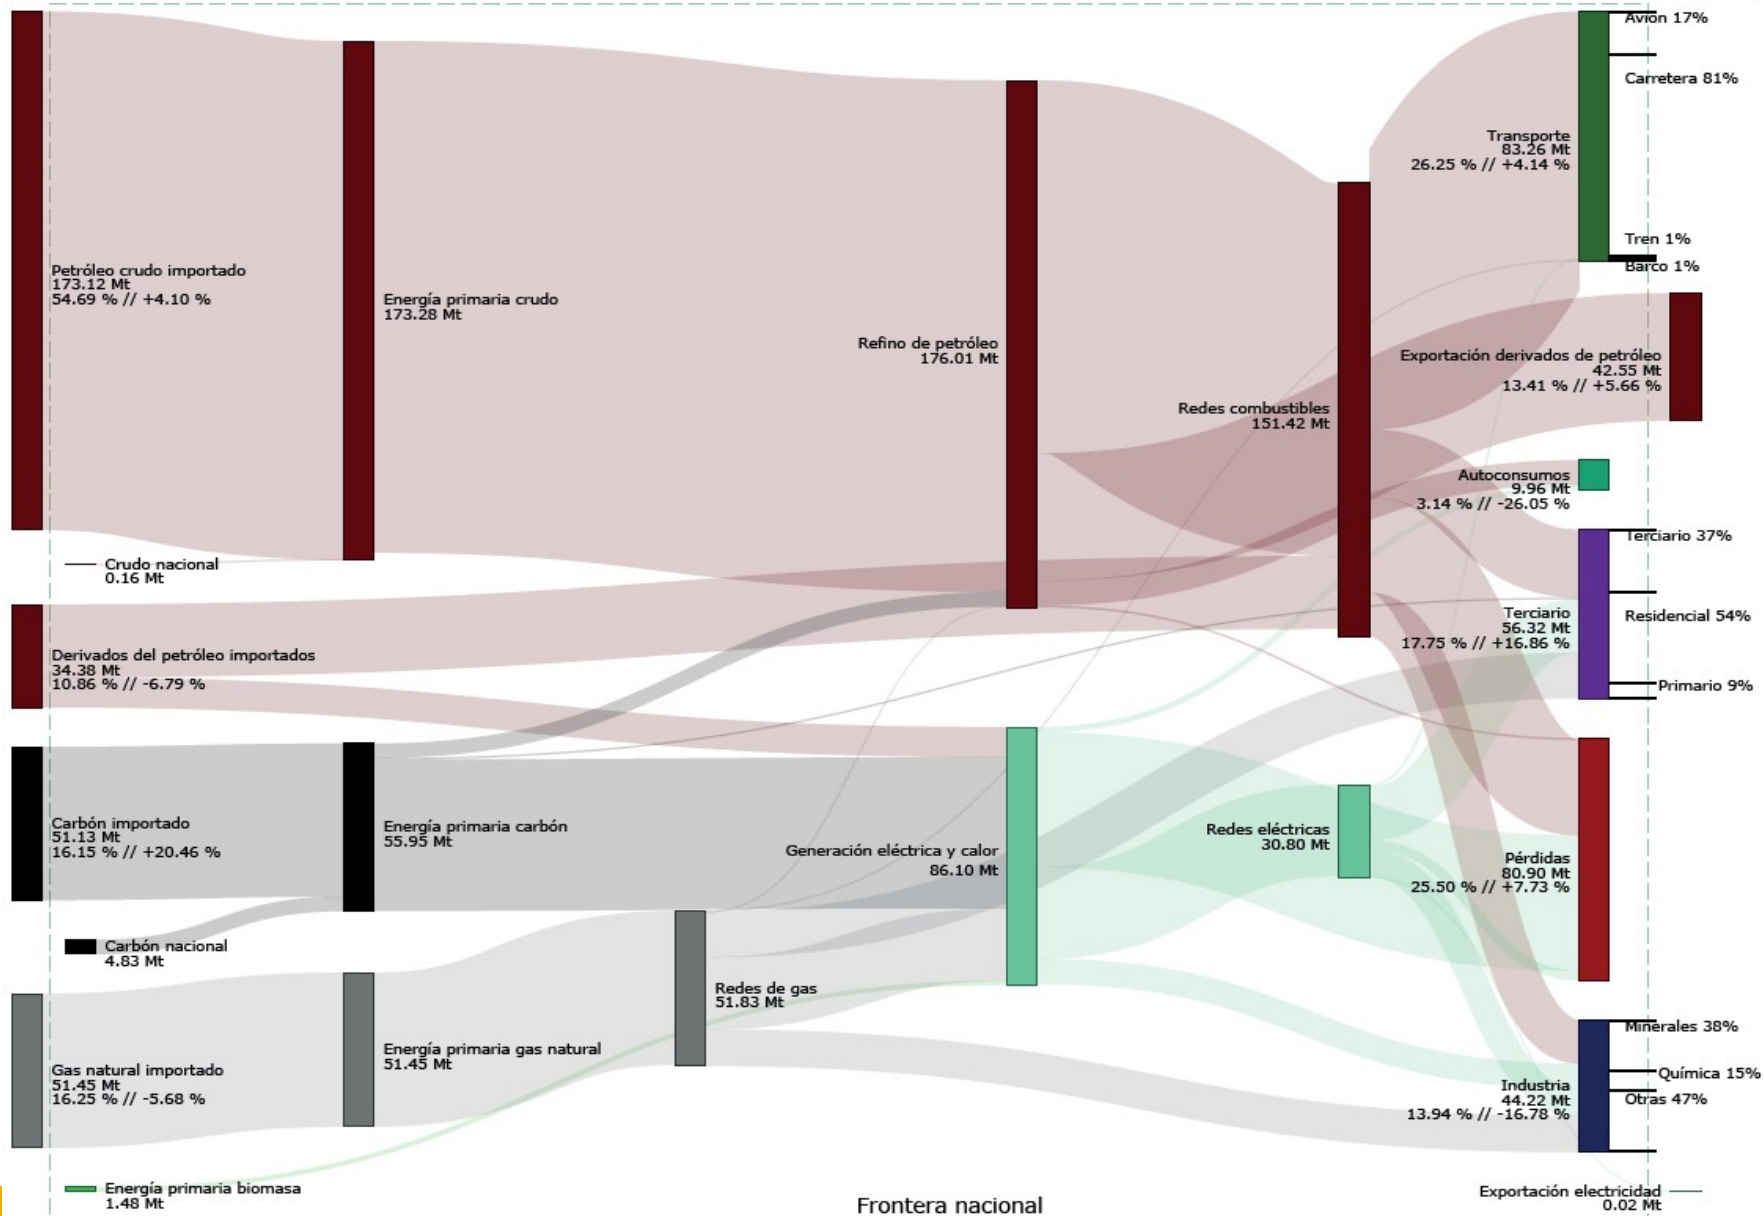 Avión 17%
Carretera 81%
Transporte
83.26 Mt
26.25 % // +4.14 %
Tren 1%
Barco 1%
Petróleo crudo importado
173.12 Mt
54.69 % // +4.10 %
Energía primaria crudo
173.28 Mt
Refino de petróleo
176.01 Mt
Exportación derivados de petróleo
42.55 Mt
13.41 % // +5.66 %
Redes combustibles
151.42 Mt
Autoconsumos
9.96 Mt
3.14 % // -26.05 %
Terciario 37%
Crudo nacional
0.16 Mt
Terciario
56.32 Mt
17.75 % // +16.86 %
Residencial 54%
Primario 9%
Derivados del petróleo importados
34.38 Mt
10.86 % // -6.79 %
Carbón importado
51.13 Mt
16.15 % // +20.46 %
Energía primaria carbón
55.95 Mt
Generación eléctrica y calor
86.10 Mt
Redes eléctricas
30.80 Mt
Pérdidas
80.90 Mt
25.50 % // +7.73 %
Carbón nacional
4.83 Mt
Redes de gas
51.83 Mt
Minerales 38%
Química 15%
Otras 47%
Industria
44.22 Mt
13.94 % // -16.78 %
Gas natural importado
51.45 Mt
16.25 % // -5.68 %
Energía primaria gas natural
51.45 Mt
Energía primaria biomasa
1.48 Mt
Frontera nacional
Exportación electricidad
0.02 Mt